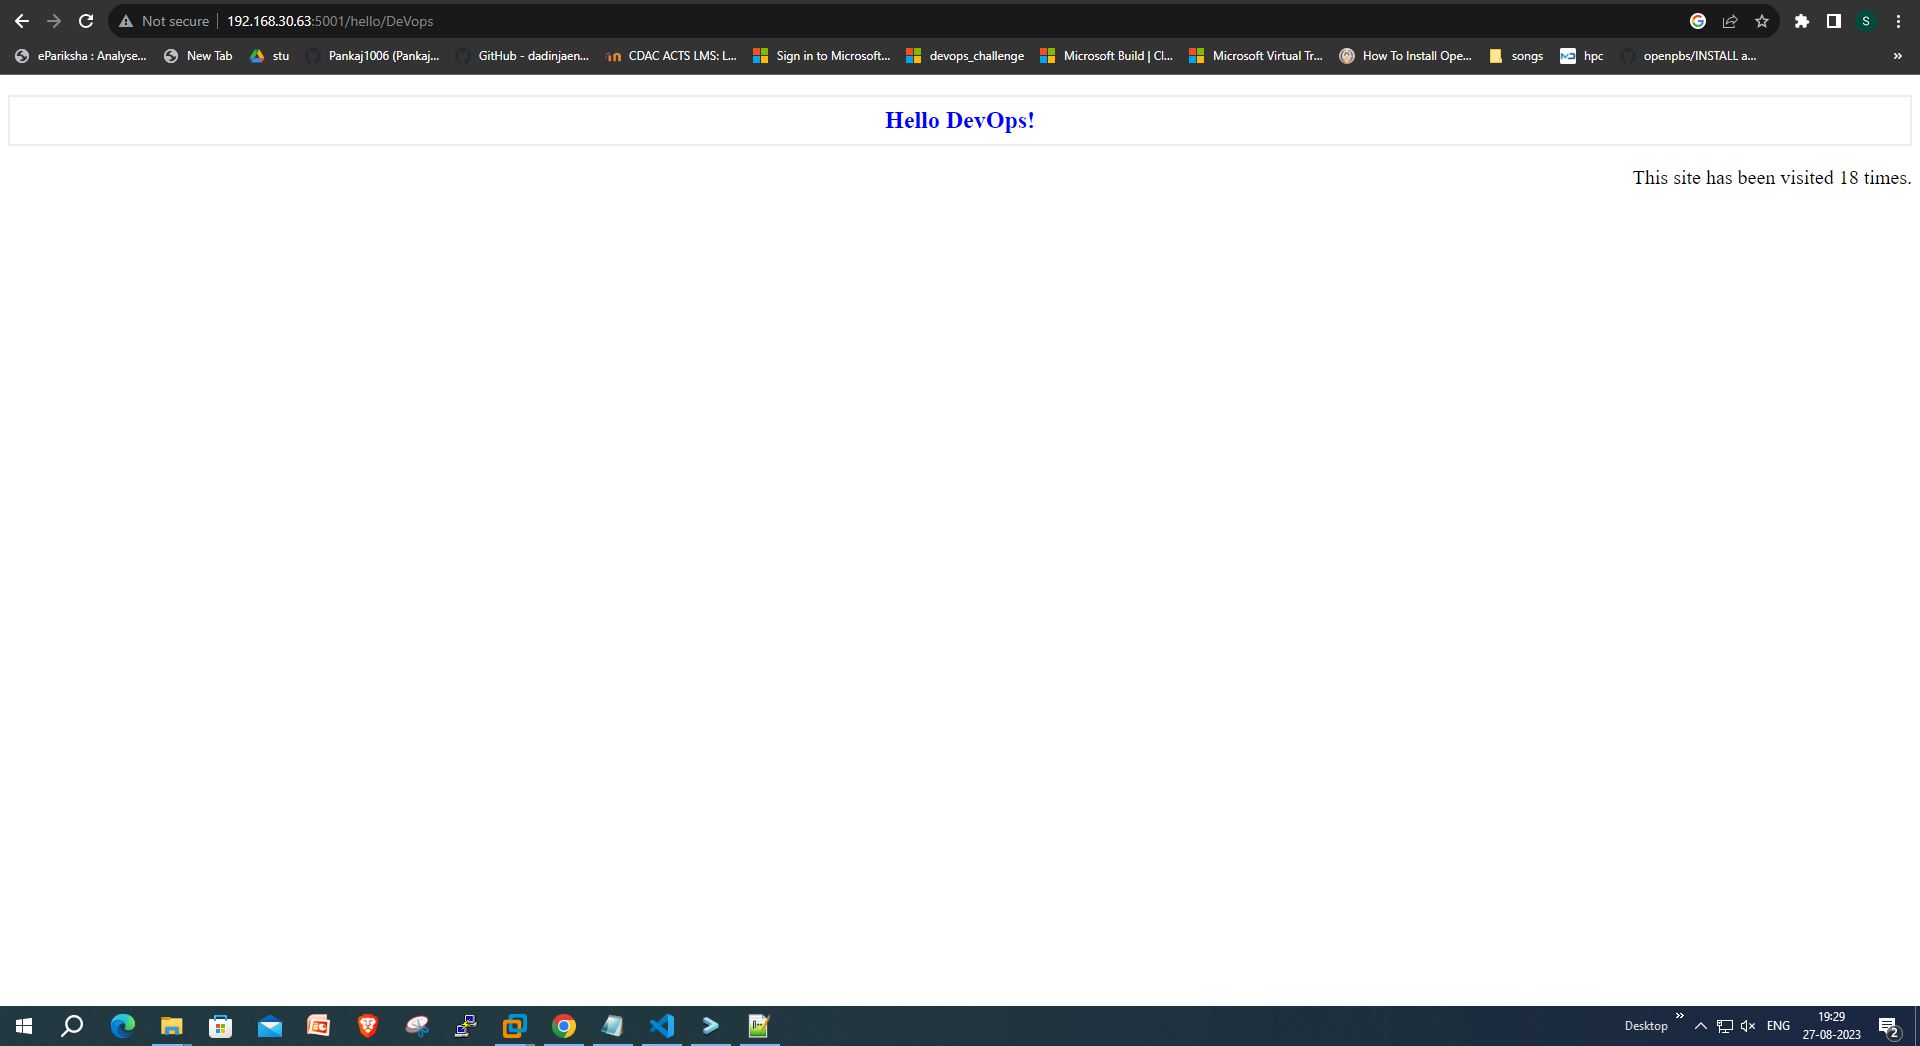 Not secure 192.168.30.63:5001/hello/DeVops S
ePariksha : Analyse... New Tab stu Pankaj1006 (Pankaj... GitHub - dadinjaen... CDAC ACTS LMS: L... Sign in to Microsoft... devops_challenge Microsoft Build | Cl... Microsoft Virtual Tr... How To Install Ope... songs hpc openpbs/INSTALL a... »
Hello DevOps!
This site has been visited 18 times.
Desktop » ENG 19:29
27-08-2023 2